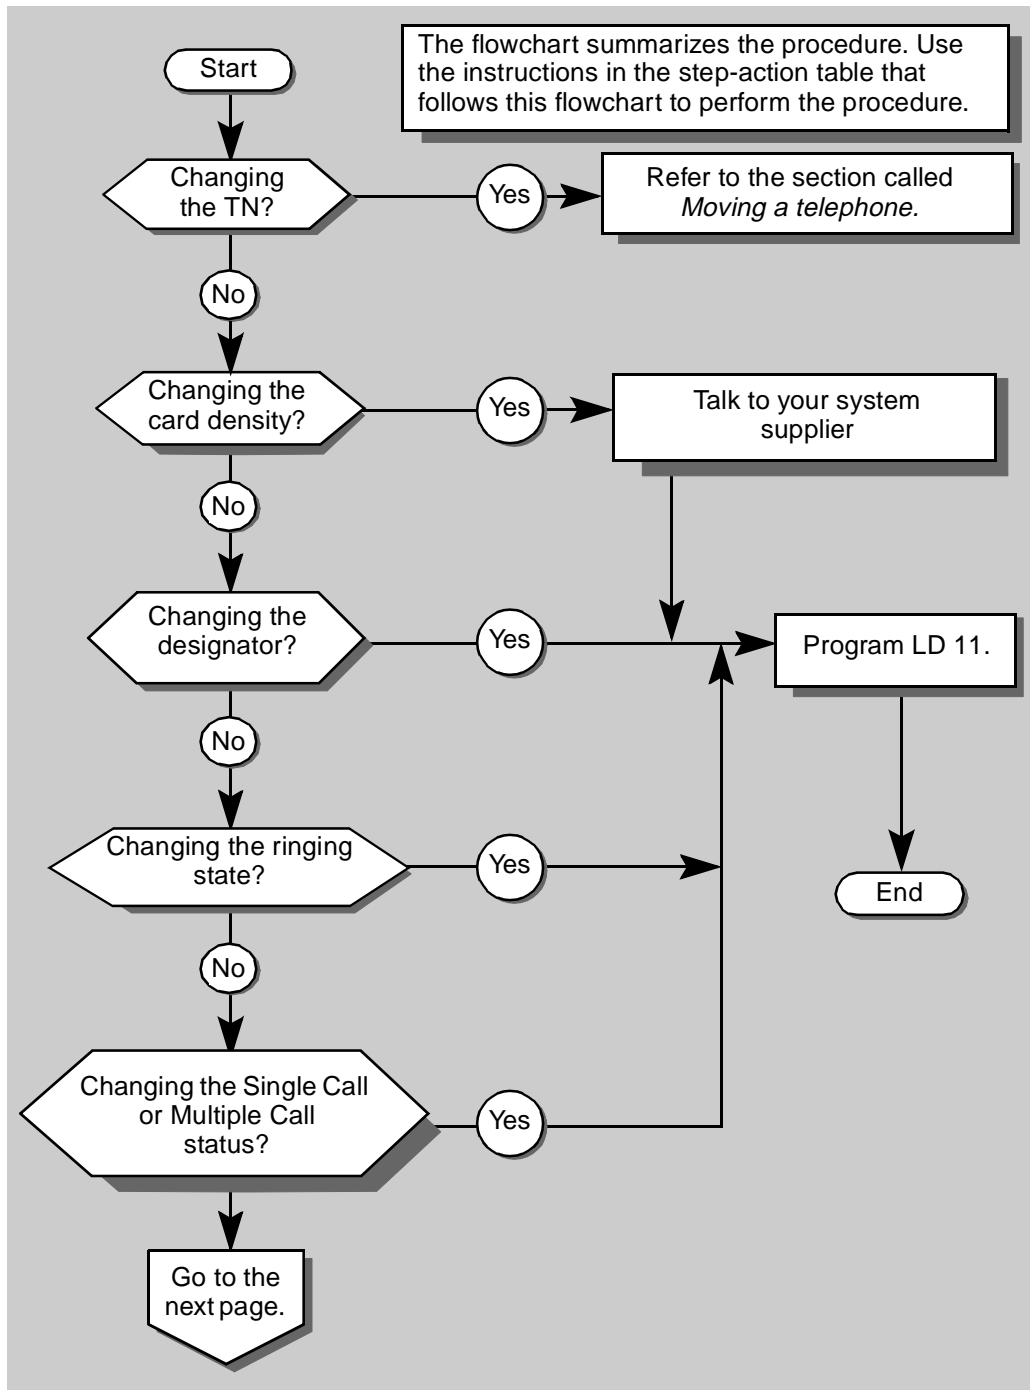 Start
The flowchart summarizes the procedure. Use
the instructions in the step-action table that
follows this flowchart to perform the procedure.
Changing
the TN?
Yes
Refer to the section called
Moving a telephone.
No
Changing the
card density?
Yes
Talk to your system
supplier
No
Changing the
designator?
Yes
Program LD 11.
No
Changing the ringing
state?
Yes
End
No
Changing the Single Call
or Multiple Call
status?
Yes
Go to the
next page.